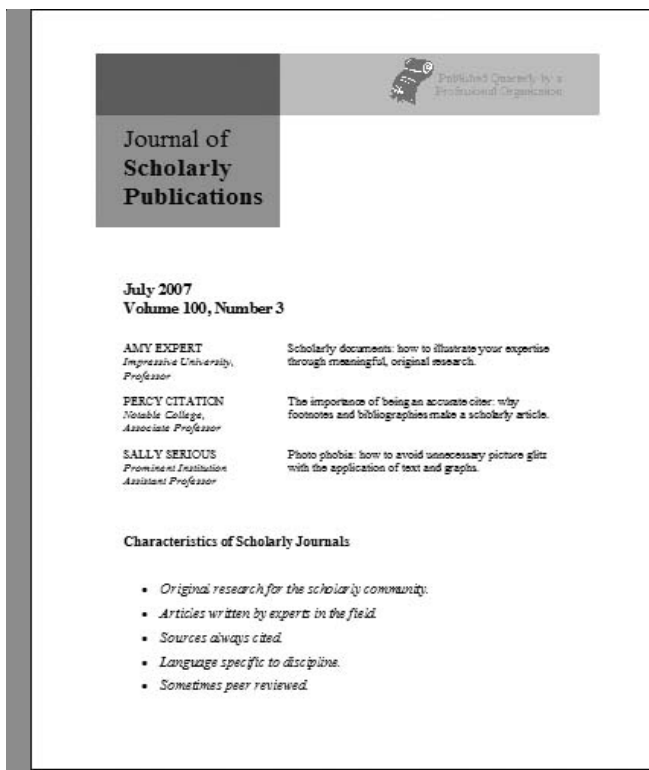 Published Quarterly by a
Professional Organization
Journal of
Scholarly
Publications
July 2007
Volume 100, Number 3
AMY EXPERT
Impressive University,
Professor
Scholarly documents: how to illustrate your expertise
through meaningful, original research.
PERCY CITATION
Notable College,
Associate Professor
The importance of being an accurate citer: why
footnotes and bibliographies make a scholarly article.
SALLY SERIOUS
Prominent Institution
Assistant Professor
Photo phobia: how to avoid unnecessary picture glitz
with the application of text and graphs.
Characteristics of Scholarly Journals
• Original research for the scholarly community.
• Articles written by experts in the field.
• Sources always cited.
• Language specific to discipline.
• Sometimes peer reviewed.